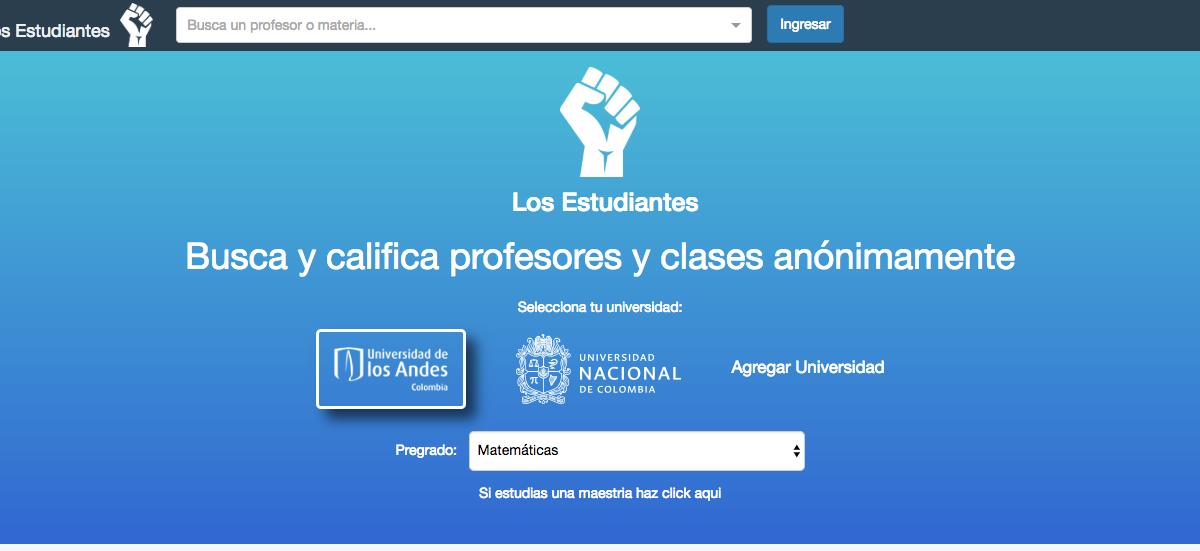 s Estudiantes
Busca un profesor o materia...
Ingresar
Los Estudiantes
Busca y califica profesores y clases anónimamente
Selecciona tu universidad:
Universidad de
los Andes
Colombia
UNIVERSIDAD
NACIONAL
DE COLOMBIA
Agregar Universidad
Pregrado:
Matemáticas
Si estudias una maestria haz click aqui